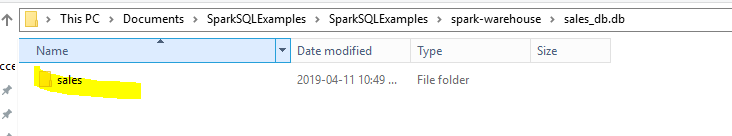 This PC > Documents > SparkSQLExamples > SparkSQLExamples > spark-warehouse > sales_db.db
Name Date modified Type Size
cce
sales 2019-04-11 10:49 ... File folder